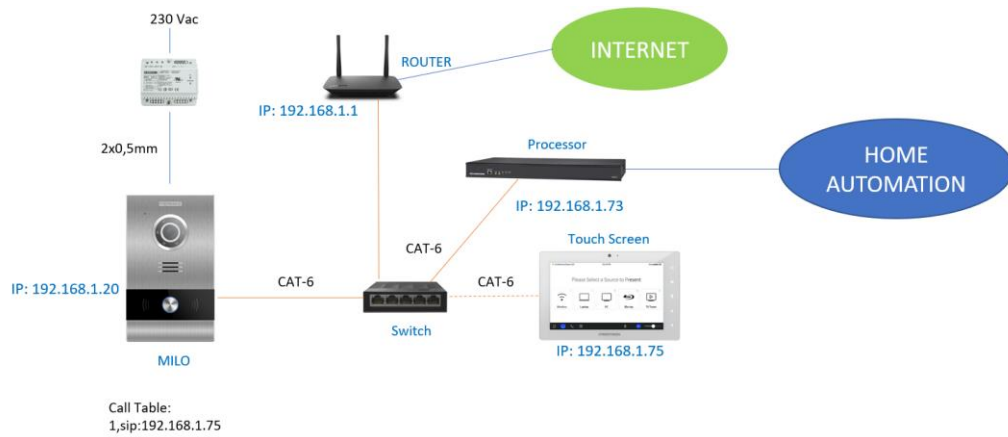 230 Vac
ROUTER
INTERNET
IP: 192.168.1.1
2x0,5mm
Processor
HOME
AUTOMATION
IP: 192.168.1.73
Touch Screen
CAT-6
IP: 192.168.1.20
CAT-6
CAT-6
Please Select a Source to Present
Switch
IP: 192.168.1.75
MILO
Call Table:
1,sip:192.168.1.75